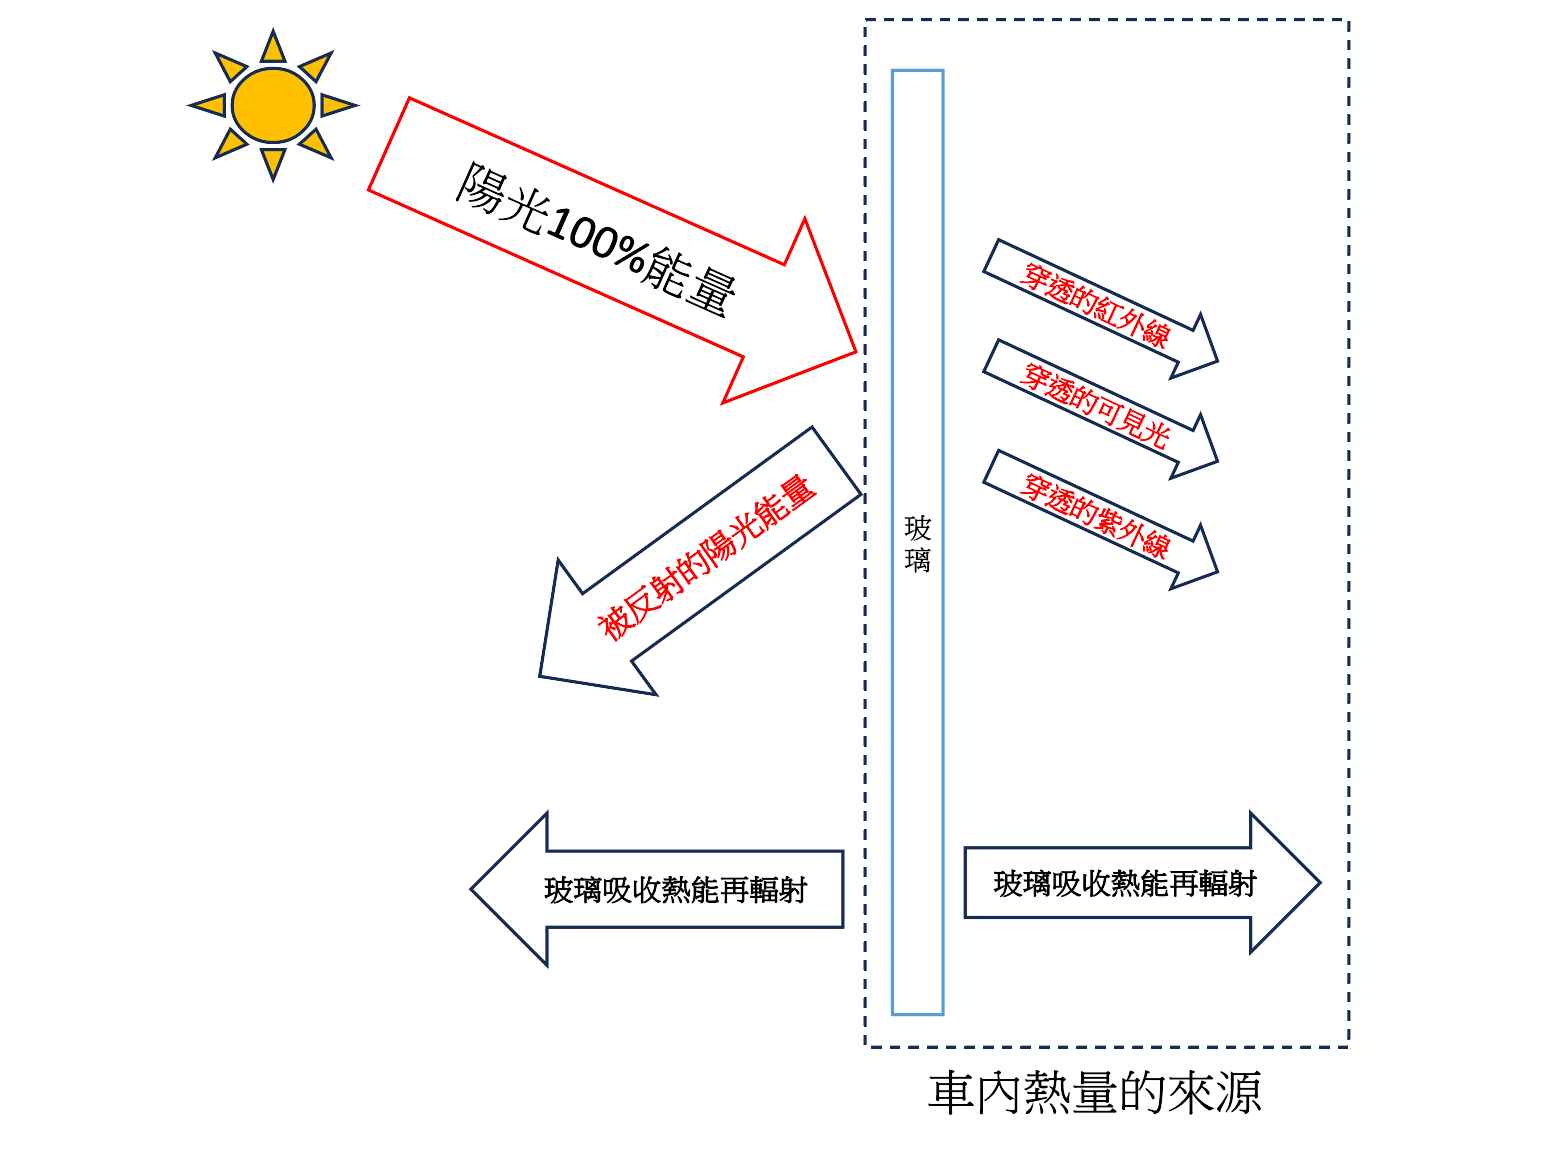 陽光100%能量
穿透的紅外線
穿透的可見光
穿透的紫外線
被反射的陽光能量
玻
璃
玻璃吸收熱能再輻射
玻璃吸收熱能再輻射
車內熱量的來源